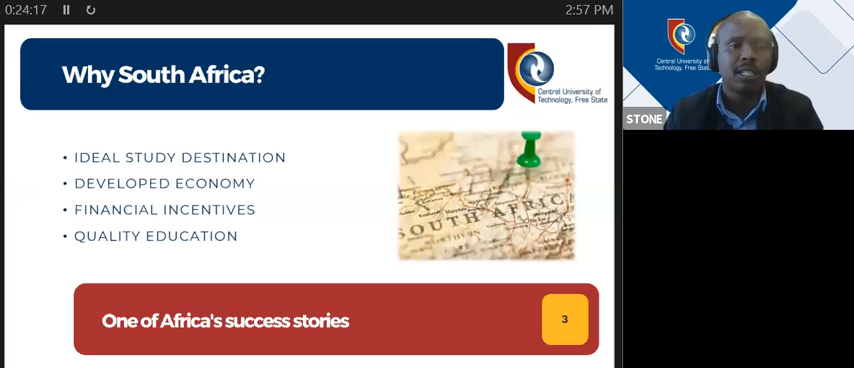 0:24:17
2:57 PM
Why South Africa?
Central University of
Technology, Free State
• IDEAL STUDY DESTINATION
• DEVELOPED ECONOMY
• FINANCIAL INCENTIVES
• QUALITY EDUCATION
SOUTH AFRICA
NORTHERN
One of Africa's success stories
3
Central University of
Technology, Free State
STONE